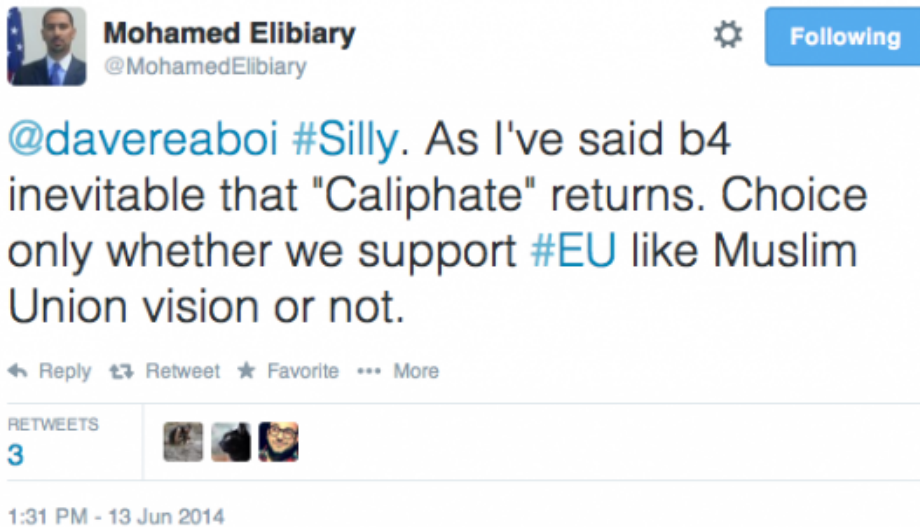 Mohamed Elibiary
Following
@MohamedElibiary
@davereaboi #Silly. As I've said b4
inevitable that "Caliphate" returns. Choice
only whether we support #EU like Muslim
Union vision or not.
Reply Retweet Favorite More
RETWEETS
3
1:31 PM - 13 Jun 2014